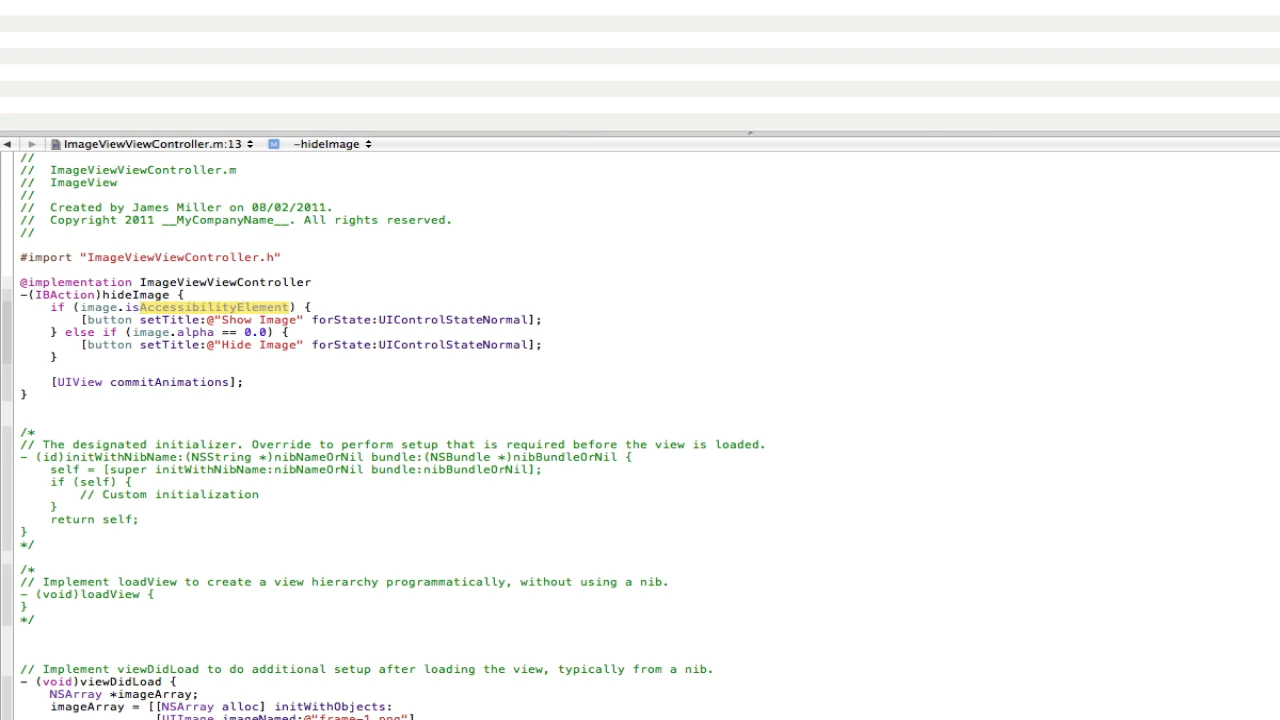 ImageViewViewController.m:13 M -hideImage
//
//  ImageViewViewController.m
//  ImageView
//
//  Created by James Miller on 08/02/2011.
//  Copyright 2011 __MyCompanyName__. All rights reserved.
//
#import "ImageViewViewController.h"
@implementation ImageViewViewController
-(IBAction)hideImage {
    if (image.isAccessibilityElement) {
        [button setTitle:@"Show Image" forState:UIControlStateNormal];
    } else if (image.alpha == 0.0) {
        [button setTitle:@"Hide Image" forState:UIControlStateNormal];
    }
    [UIView commitAnimations];
}
/*
// The designated initializer. Override to perform setup that is required before the view is loaded.
- (id)initWithNibName:(NSString *)nibNameOrNil bundle:(NSBundle *)nibBundleOrNil {
    self = [super initWithNibName:nibNameOrNil bundle:nibBundleOrNil];
    if (self) {
        // Custom initialization
    }
    return self;
}
*/
/*
// Implement loadView to create a view hierarchy programmatically, without using a nib.
- (void)loadView {
}
*/
// Implement viewDidLoad to do additional setup after loading the view, typically from a nib.
- (void)viewDidLoad {
    NSArray *imageArray;
    imageArray = [[NSArray alloc] initWithObjects:
                  [UIImage imageNamed:@"frame-1.png"],